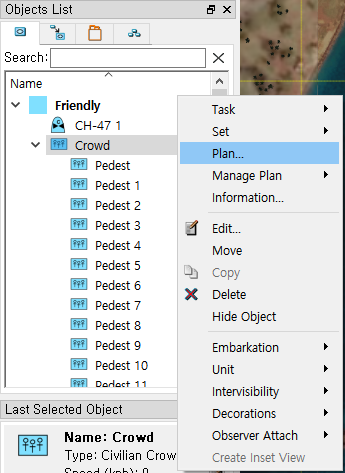 Objects List
Search:
Name
Friendly
CH-47 1
Crowd
Pedest
Pedest 1
Pedest 2
Pedest 3
Pedest 4
Pedest 5
Pedest 6
Pedest 7
Pedest 8
Pedest 9
Pedest 10
Pedest 11
Task
Set
Plan...
Manage Plan
Information...
Edit...
Move
Copy
Delete
Hide Object
Embarkation
Unit
Intervisibility
Decorations
Observer Attach
Create Inset View
Last Selected Object
Name: Crowd
Type: Civilian Crow
Speed (kph): 0